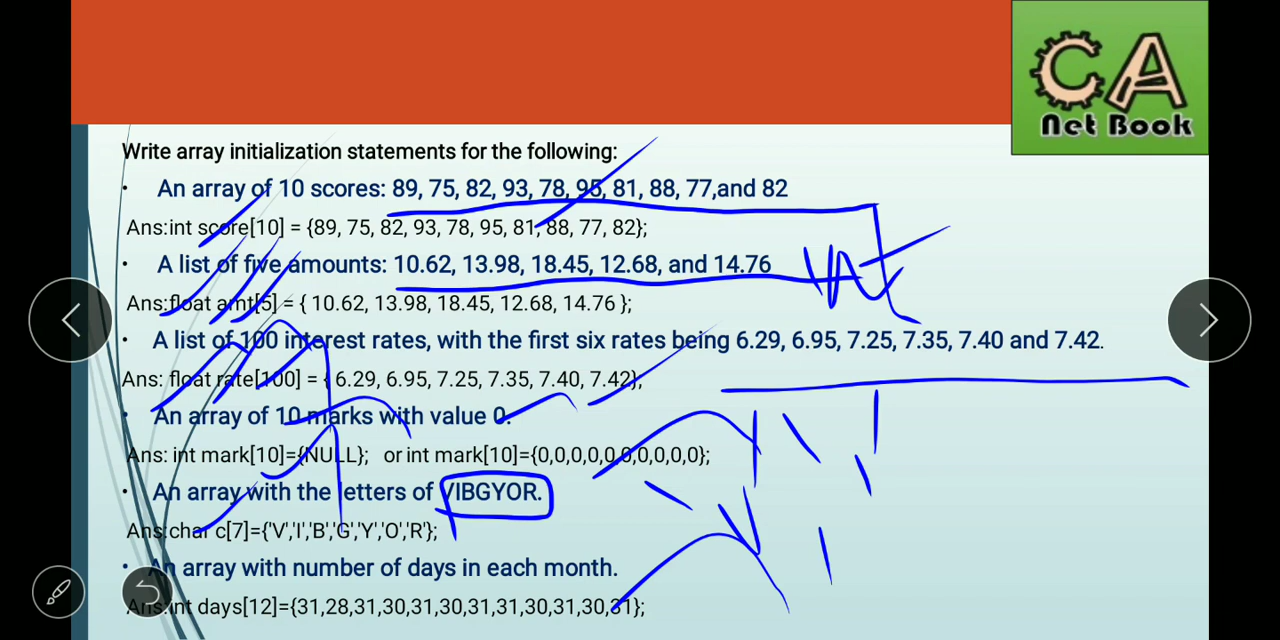 CA
Net Book
Write array initialization statements for the following:
• An array of 10 scores: 89, 75, 82, 93, 78, 95, 81, 88, 77,and 82
Ans:int score[10] = {89, 75, 82, 93, 78, 95, 81, 88, 77, 82};
• A list of five amounts: 10.62, 13.98, 18.45, 12.68, and 14.76
int
Ans:float amt[5] = { 10.62, 13.98, 18.45, 12.68, 14.76 };
• A list of 100 interest rates, with the first six rates being 6.29, 6.95, 7.25, 7.35, 7.40 and 7.42.
Ans: float rate[100] = { 6.29, 6.95, 7.25, 7.35, 7.40, 7.42};
• An array of 10 marks with value 0.
Ans: int mark[10]={NULL}; or int mark[10]={0,0,0,0,0,0,0,0,0,0};
• An array with the letters of VIBGYOR.
Ans:char c[7]={'V','I','B','G','Y','O','R'};
• An array with number of days in each month.
Ans:int days[12]={31,28,31,30,31,30,31,31,30,31,30,31};